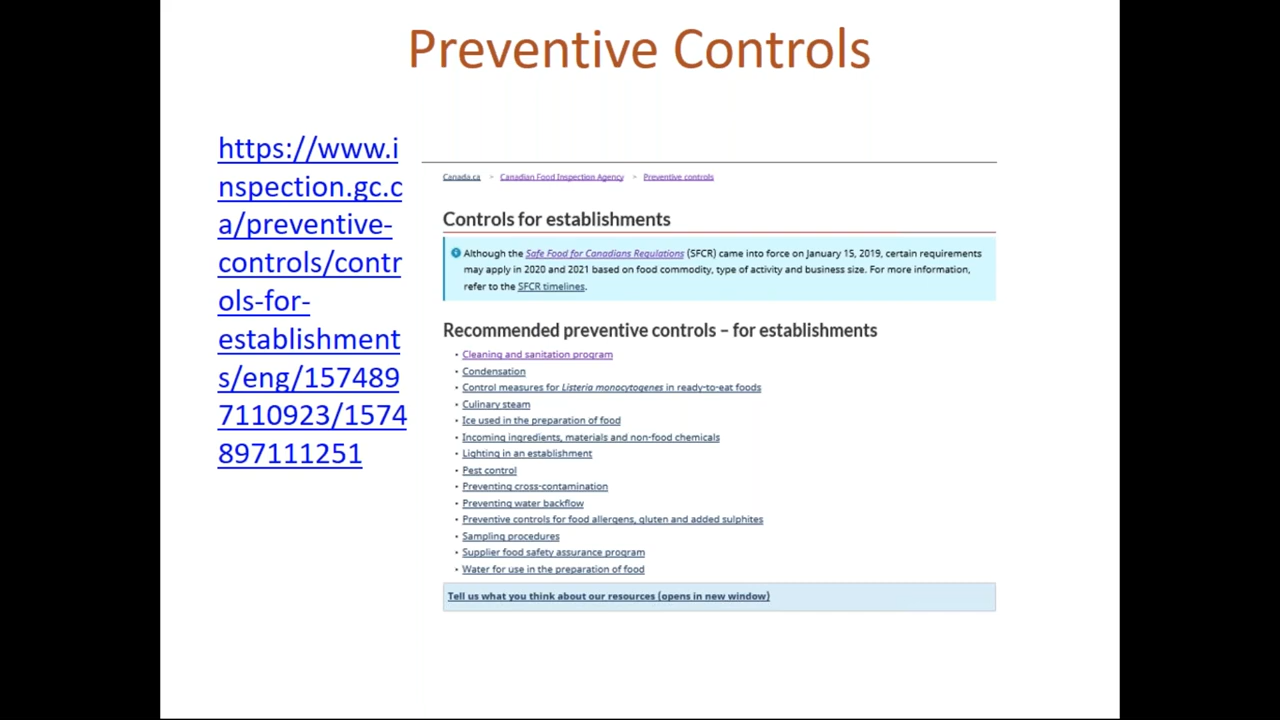 Preventive Controls
https://www.i
nspection.gc.c
a/preventive-
controls/contr
ols-for-
establishment
s/eng/157489
7110923/1574
897111251
Canada.ca > Canadian Food Inspection Agency > Preventive controls
Controls for establishments
Although the Safe Food for Canadians Regulations (SFCR) came into force on January 15, 2019, certain requirements
may apply in 2020 and 2021 based on food commodity, type of activity and business size. For more information,
refer to the SFCR timelines.
Recommended preventive controls – for establishments
• Cleaning and sanitation program
• Condensation
• Control measures for Listeria monocytogenes in ready-to-eat foods
• Culinary steam
• Ice used in the preparation of food
• Incoming ingredients, materials and non-food chemicals
• Lighting in an establishment
• Pest control
• Preventing cross-contamination
• Preventing water backflow
• Preventive controls for food allergens, gluten and added sulphites
• Sampling procedures
• Supplier food safety assurance program
• Water for use in the preparation of food
Tell us what you think about our resources (opens in new window)